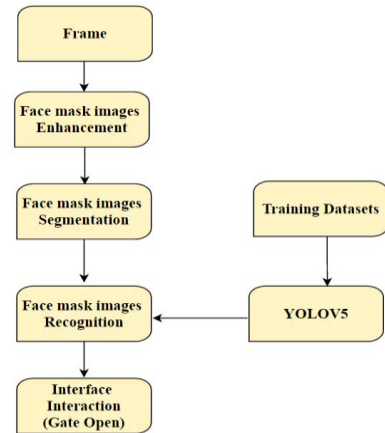 Frame
Face mask images
Enhancement
Face mask images
Segmentation
Training Datasets
Face mask images
Recognition
YOLOV5
Interface
Interaction
(Gate Open)